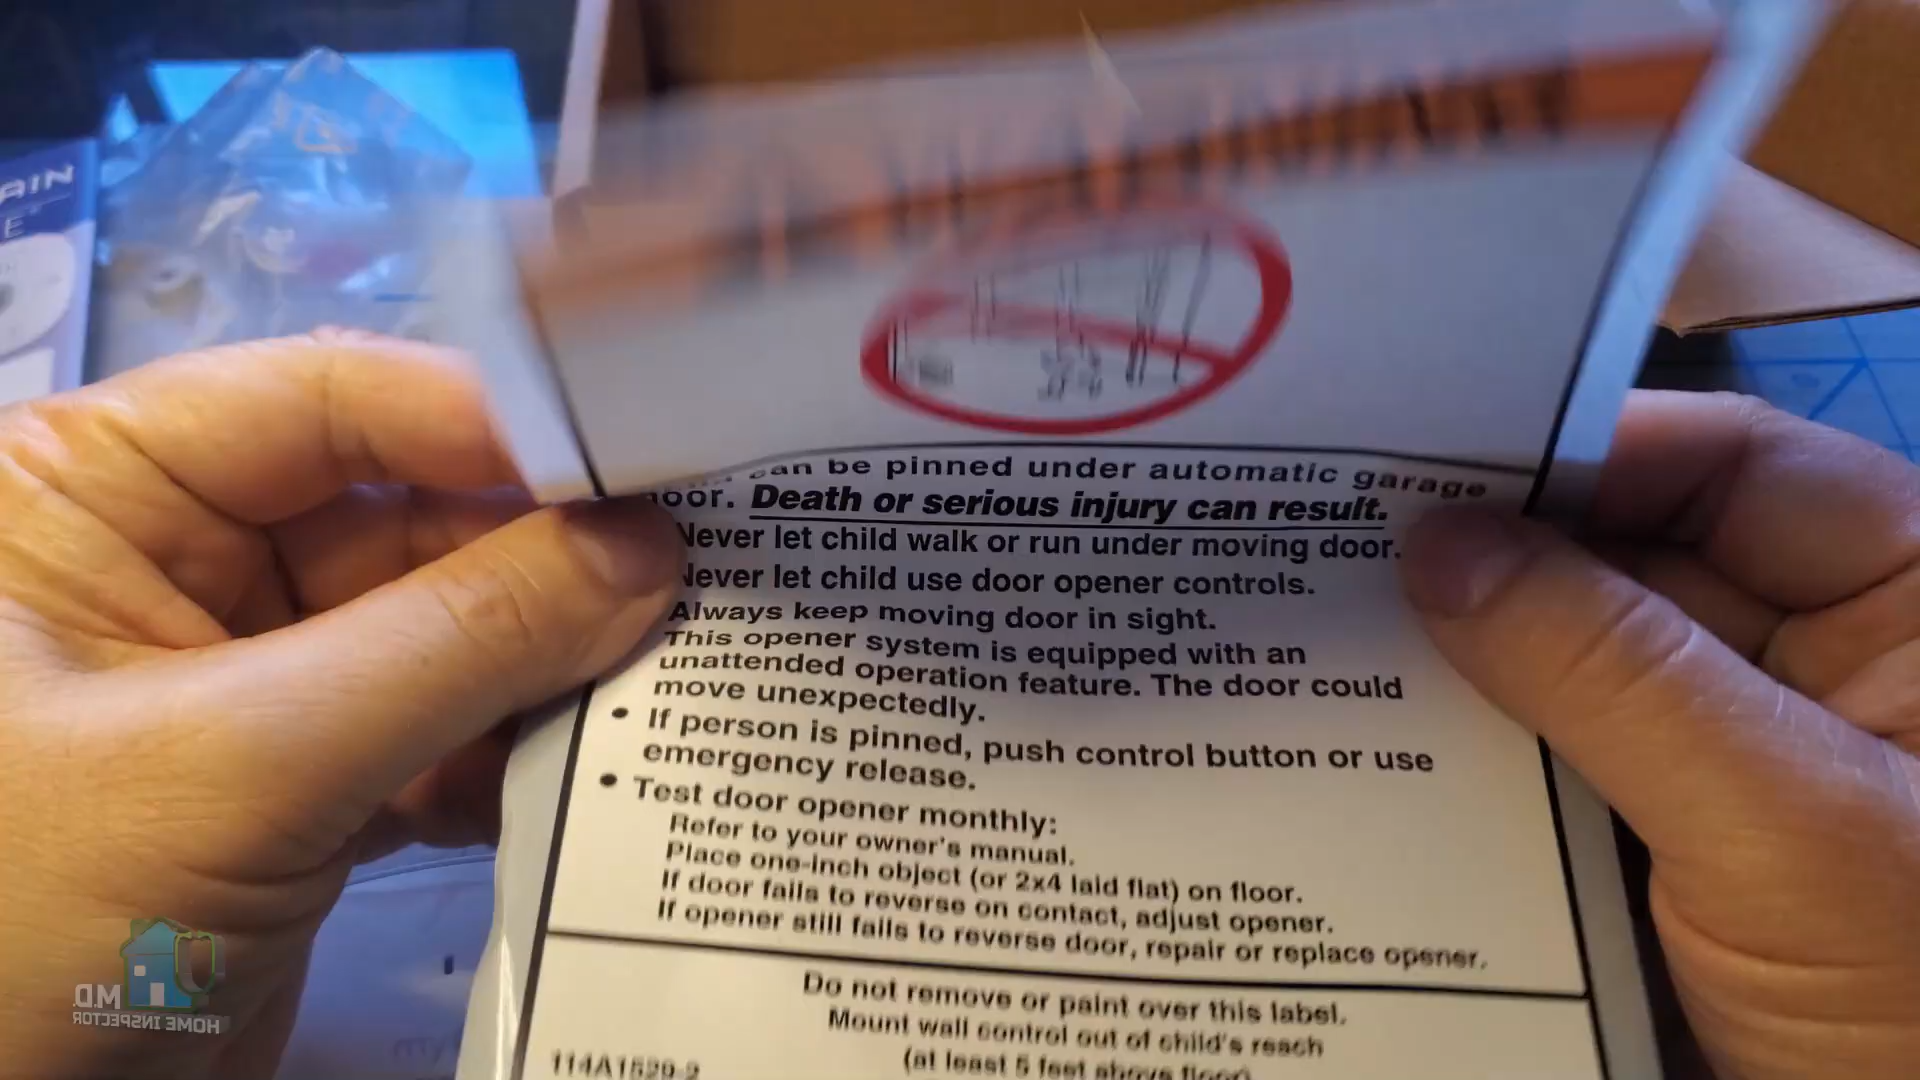 AIN
E
can be pinned under automatic garage
door. Death or serious injury can result.
Never let child walk or run under moving door.
Never let child use door opener controls.
Always keep moving door in sight.
This opener system is equipped with an
unattended operation feature. The door could
move unexpectedly.
• If person is pinned, push control button or use
emergency release.
• Test door opener monthly:
Refer to your owner's manual.
Place one-inch object (or 2x4 laid flat) on floor.
If door fails to reverse on contact, adjust opener.
If opener still fails to reverse door, repair or replace opener.
Do not remove or paint over this label.
Mount wall control out of child's reach
(at least 5 feet above floor)
114A1529-2
M.D.
HOME INSPECTOR